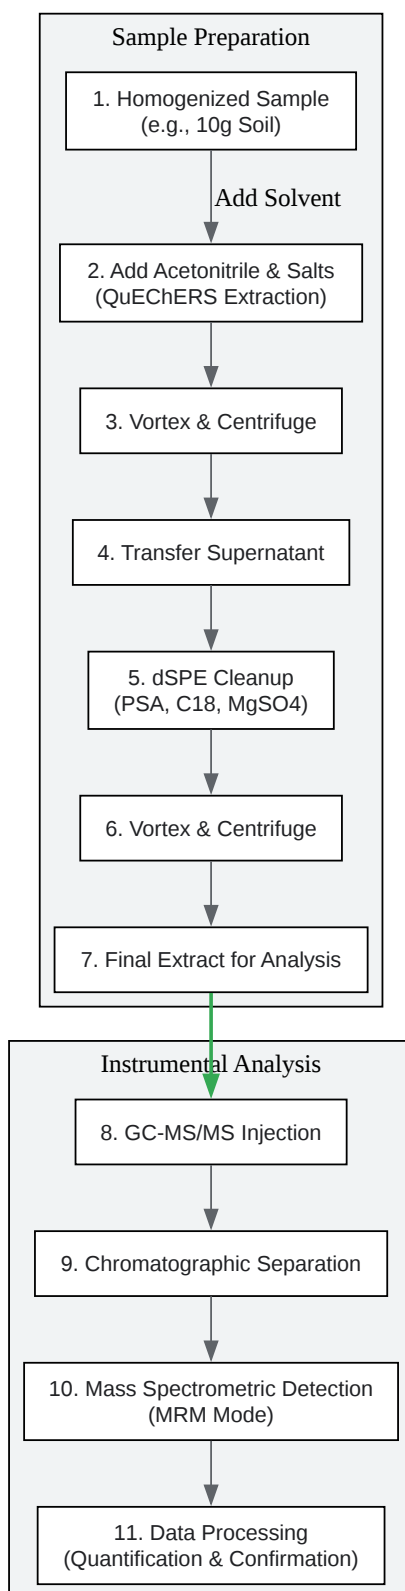 Sample Preparation
1. Homogenized Sample
(e.g., 10g Soil)
Add Solvent
2. Add Acetonitrile & Salts
(QuEChERS Extraction)
3. Vortex & Centrifuge
4. Transfer Supernatant
5. dSPE Cleanup
(PSA, C18, MgSO4)
6. Vortex & Centrifuge
7. Final Extract for Analysis
Instrumental Analysis
8. GC-MS/MS Injection
9. Chromatographic Separation
10. Mass Spectrometric Detection
(MRM Mode)
11. Data Processing
(Quantification & Confirmation)